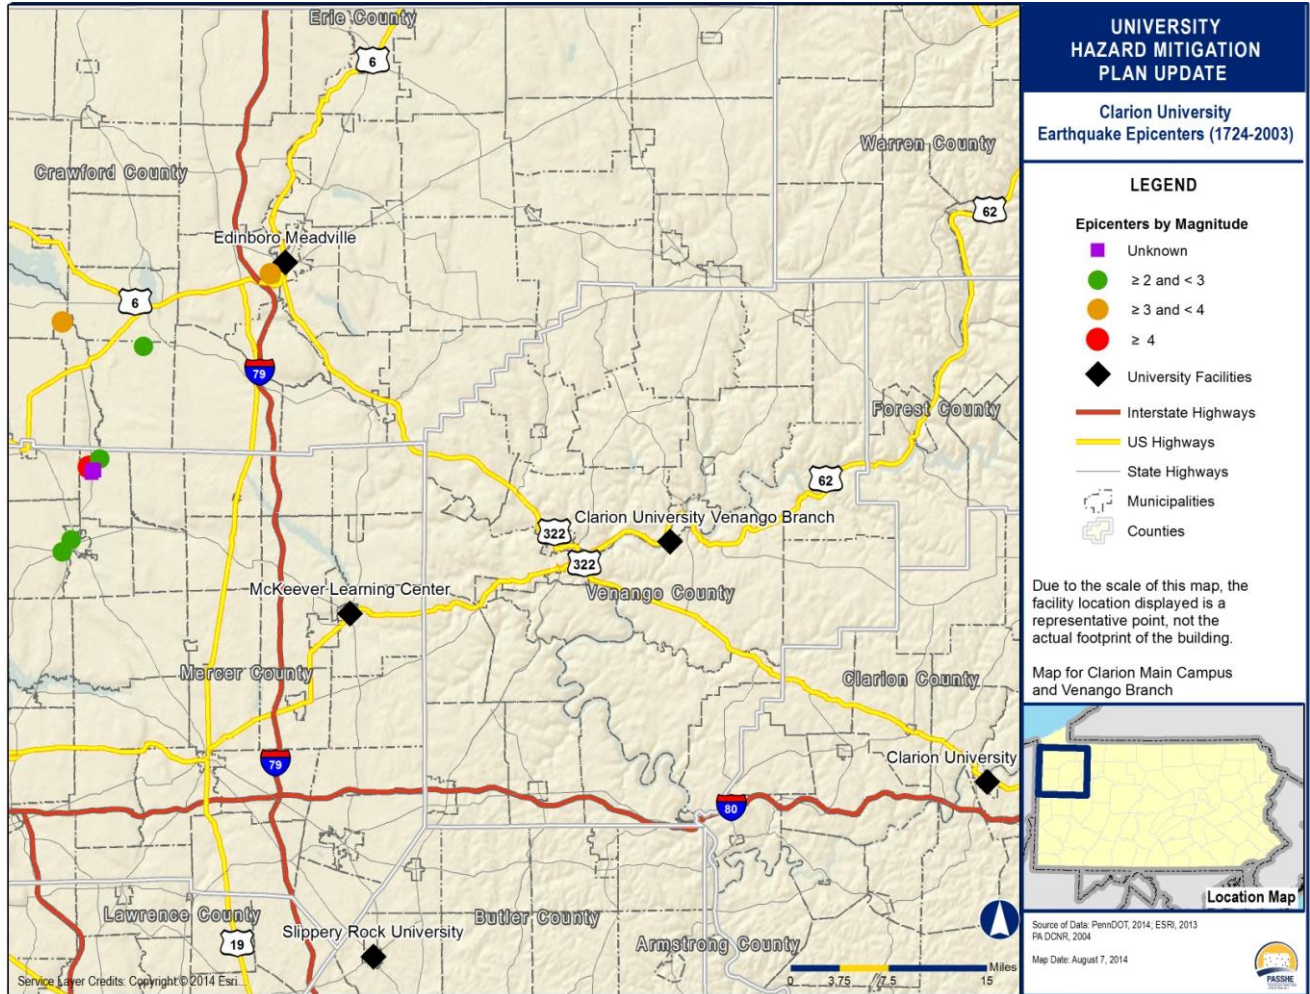 Erie County
6
Crawford County
Warren County
62
Edinboro Meadville
6
79
Forest County
62
Clarion University Venango Branch
322
322
McKeever Learning Center
Venango County
Mercer County
Clarion County
Clarion University
79
80
Lawrence County
Butler County
Slippery Rock University
19
Armstrong County
Miles
0 3.75 7.5 15
Service Layer Credits: Copyright:© 2014 Esri
UNIVERSITY
HAZARD MITIGATION
PLAN UPDATE
Clarion University
Earthquake Epicenters (1724-2003)
LEGEND
Epicenters by Magnitude
Unknown
≥ 2 and < 3
≥ 3 and < 4
≥ 4
University Facilities
Interstate Highways
US Highways
State Highways
Municipalities
Counties
Due to the scale of this map, the
facility location displayed is a
representative point, not the
actual footprint of the building.
Map for Clarion Main Campus
and Venango Branch
Location Map
Source of Data: PennDOT, 2014; ESRI, 2013
PA DCNR, 2004
Map Date: August 7, 2014
PASSHE